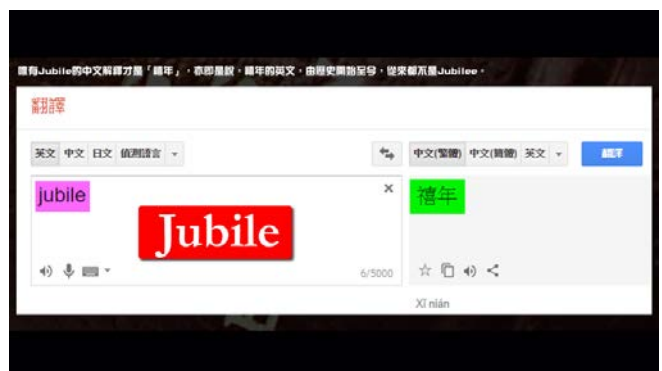 唯有Jubile的中文解釋才是「禧年」，亦即是說，禧年的英文，由歷史開始至今，從來都不是Jubilee。
翻譯
英文 中文 日文 偵測語言
中文(繁體) 中文(簡體) 英文
翻譯
jubile
Jubile
6/5000
禧年
Xǐ nián